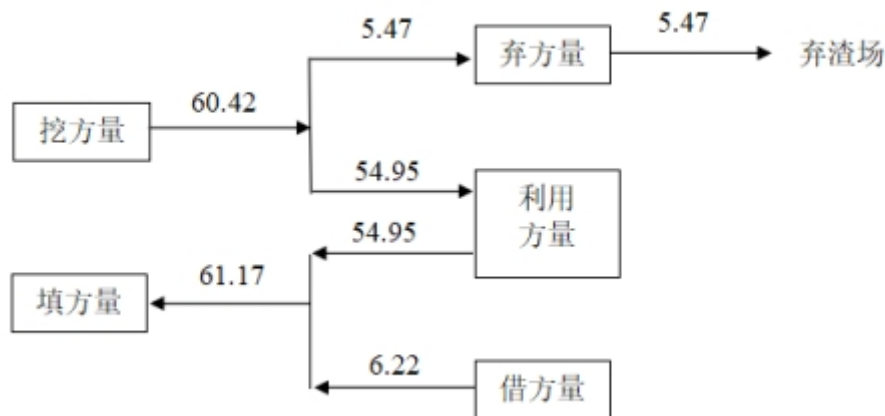 5.47
5.47
弃方量
弃渣场
60.42
挖方量
54.95
利用
方量
54.95
61.17
填方量
6.22
借方量